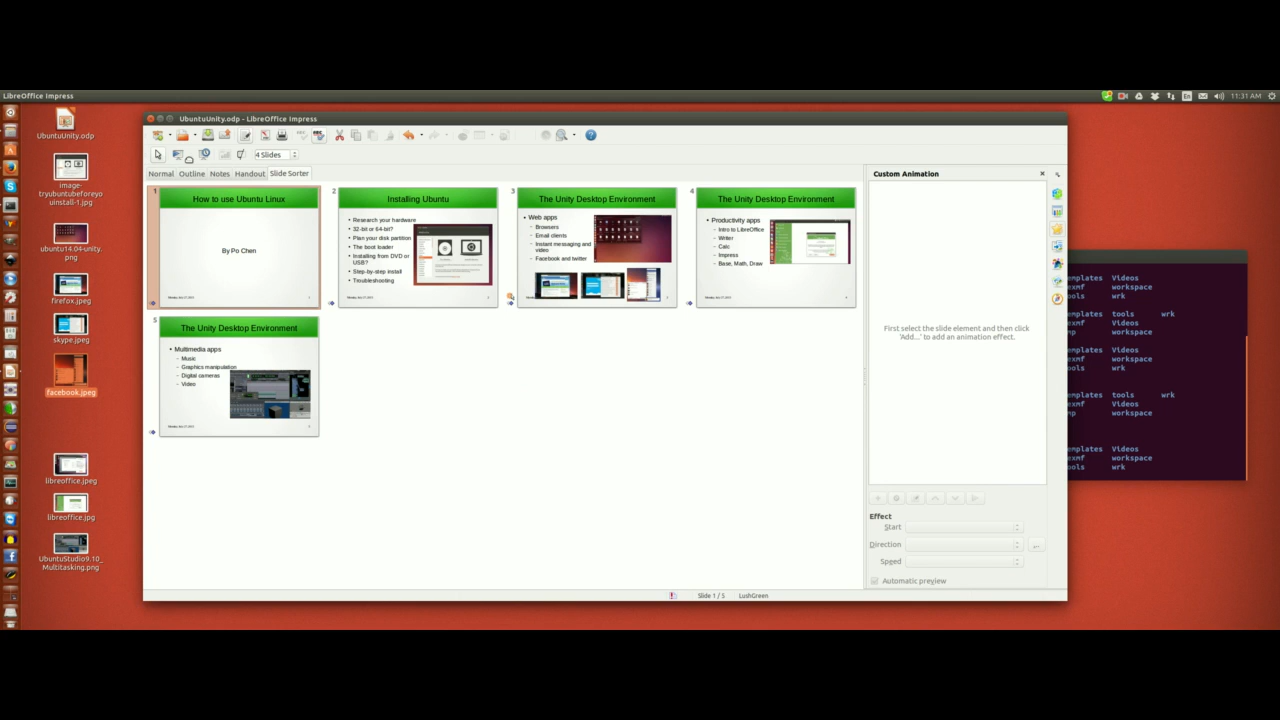 LibreOffice Impress
En
11:31 AM
UbuntuUnity.odp
image-
tryubuntubeforeyo
uinstall-1.jpg
ubuntu14.04-unity.
png
firefox.jpeg
skype.jpeg
facebook.jpeg
libreoffice.jpeg
libreoffice.jpg
UbuntuStudio9.10_
Multitasking.png
UbuntuUnity.odp - LibreOffice Impress
4 Slides
Normal Outline Notes Handout Slide Sorter
1
How to use Ubuntu Linux
By Po Chen
2
Installing Ubuntu
• Research your hardware
• 32-bit or 64-bit?
• Plan your disk partition
• The boot loader
• Installing from DVD or
USB?
• Step-by-step install
• Troubleshooting
3
The Unity Desktop Environment
• Web apps
– Browsers
– Email clients
– Instant messaging and
video
– Facebook and twitter
4
The Unity Desktop Environment
• Productivity apps
– Intro to LibreOffice
– Writer
– Calc
– Impress
– Base, Math, Draw
5
The Unity Desktop Environment
• Multimedia apps
– Music
– Graphics manipulation
– Digital cameras
– Video
Custom Animation
First select the slide element and then click
'Add...' to add an animation effect.
Effect
Start
Direction
...
Speed
Automatic preview
Slide 1 / 5 LushGreen
emplates Videos
exmf workspace
ools wrk
emplates tools wrk
exmf Videos
mp workspace
emplates Videos
exmf workspace
ools wrk
emplates tools wrk
exmf Videos
mp workspace
emplates Videos
exmf workspace
ools wrk